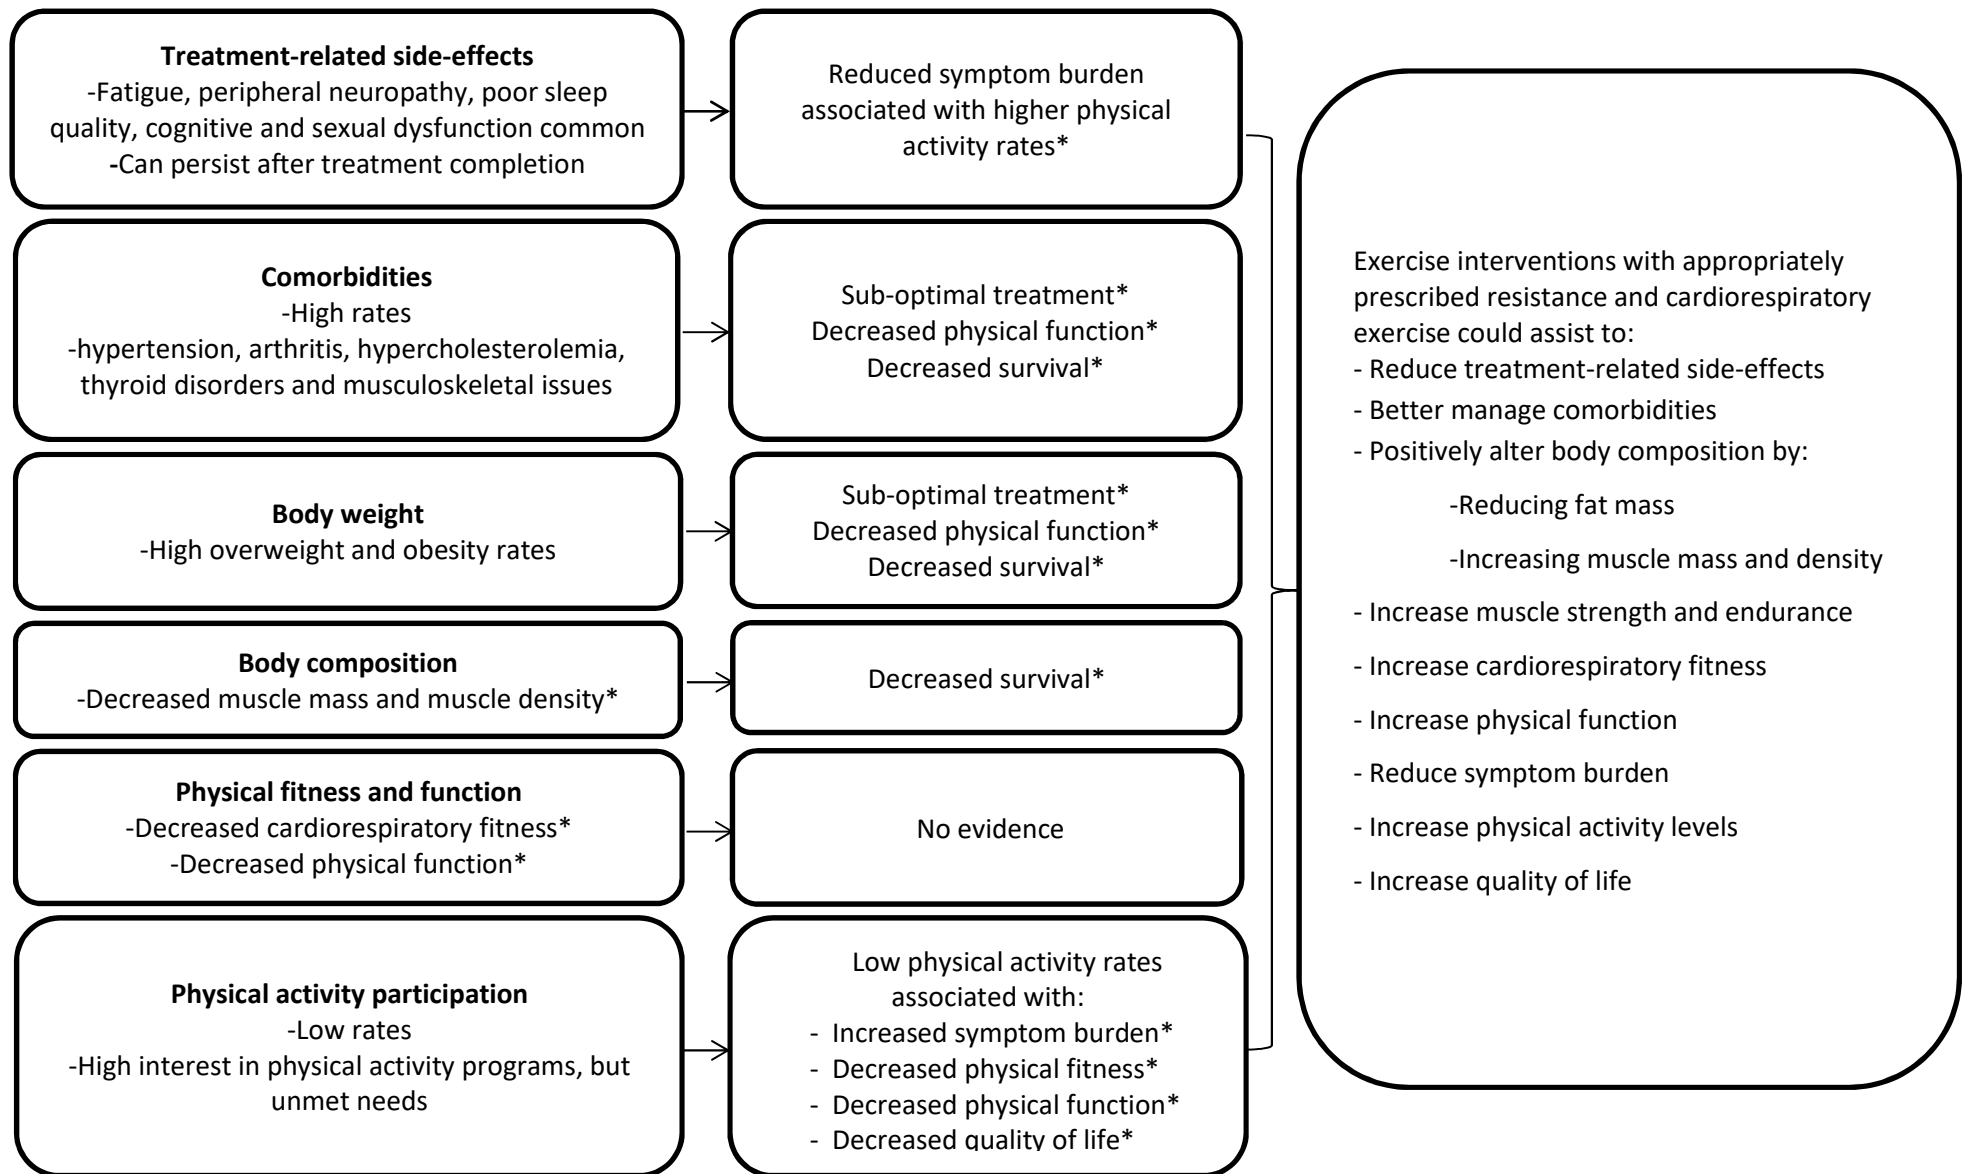 Treatment-related side-effects
-Fatigue, peripheral neuropathy, poor sleep
quality, cognitive and sexual dysfunction common
-Can persist after treatment completion
Reduced symptom burden
associated with higher physical
activity rates*
Comorbidities
-High rates
-hypertension, arthritis, hypercholesterolemia,
thyroid disorders and musculoskeletal issues
Sub-optimal treatment*
Decreased physical function*
Decreased survival*
Body weight
-High overweight and obesity rates
Sub-optimal treatment*
Decreased physical function*
Decreased survival*
Body composition
-Decreased muscle mass and muscle density*
Decreased survival*
Physical fitness and function
-Decreased cardiorespiratory fitness*
-Decreased physical function*
No evidence
Physical activity participation
-Low rates
-High interest in physical activity programs, but
unmet needs
Low physical activity rates
associated with:
- Increased symptom burden*
- Decreased physical fitness*
- Decreased physical function*
- Decreased quality of life*
Exercise interventions with appropriately
prescribed resistance and cardiorespiratory
exercise could assist to:
- Reduce treatment-related side-effects
- Better manage comorbidities
- Positively alter body composition by:
-Reducing fat mass
-Increasing muscle mass and density
- Increase muscle strength and endurance
- Increase cardiorespiratory fitness
- Increase physical function
- Reduce symptom burden
- Increase physical activity levels
- Increase quality of life